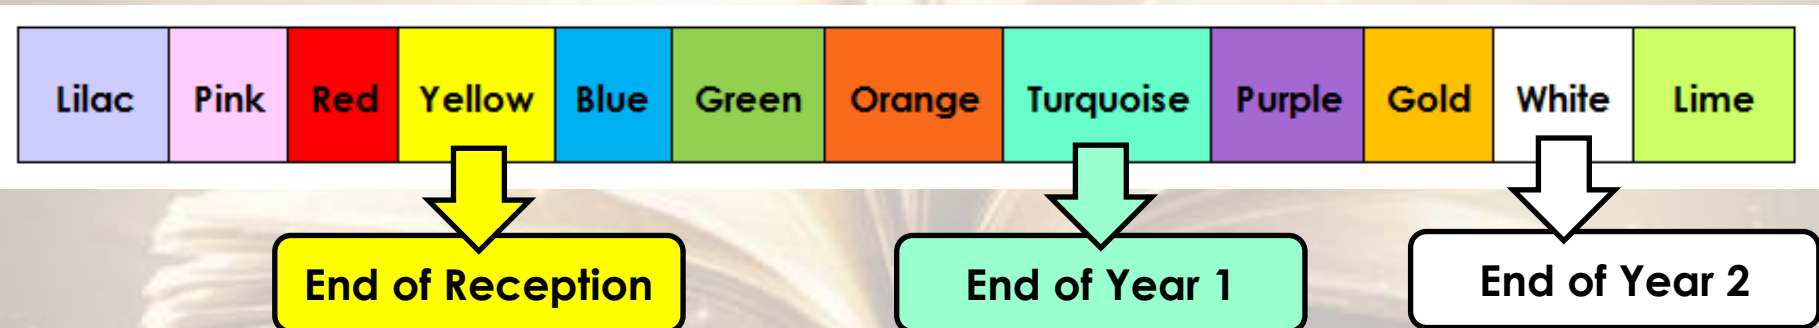 Lilac Pink Red Yellow Blue Green Orange Turquoise Purple Gold White Lime
End of Reception End of Year 1 End of Year 2